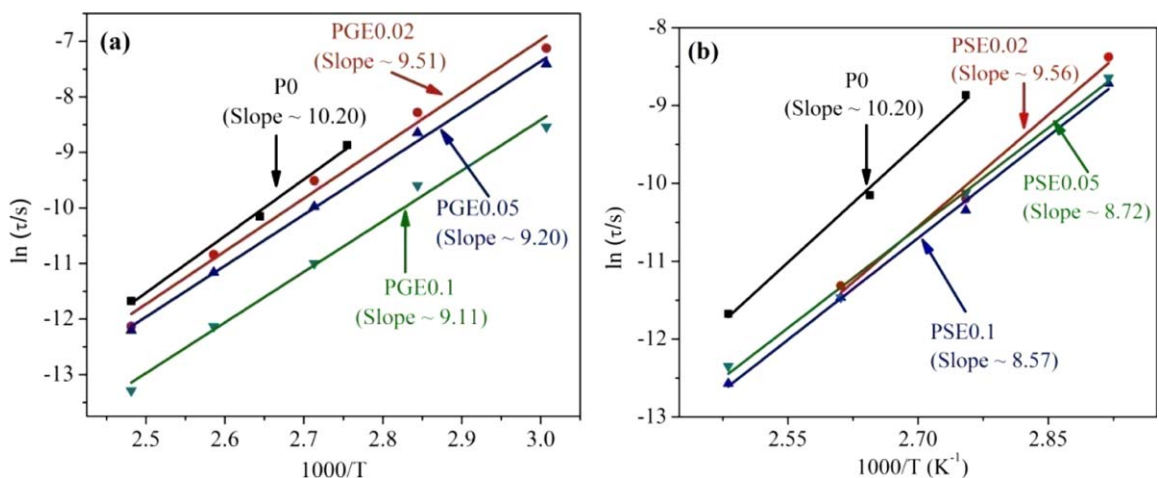 (a)
PGE0.02
(Slope ~ 9.51)
P0
(Slope ~ 10.20)
PGE0.05
(Slope ~ 9.20)
PGE0.1
(Slope ~ 9.11)
ln (τ/s)
-7
-8
-9
-10
-11
-12
-13
2.5 2.6 2.7 2.8 2.9 3.0
1000/T
(b)
PSE0.02
(Slope ~ 9.56)
P0
(Slope ~ 10.20)
PSE0.05
(Slope ~ 8.72)
PSE0.1
(Slope ~ 8.57)
ln (τ/s)
-8
-9
-10
-11
-12
-13
2.55 2.70 2.85
1000/T (K⁻¹)